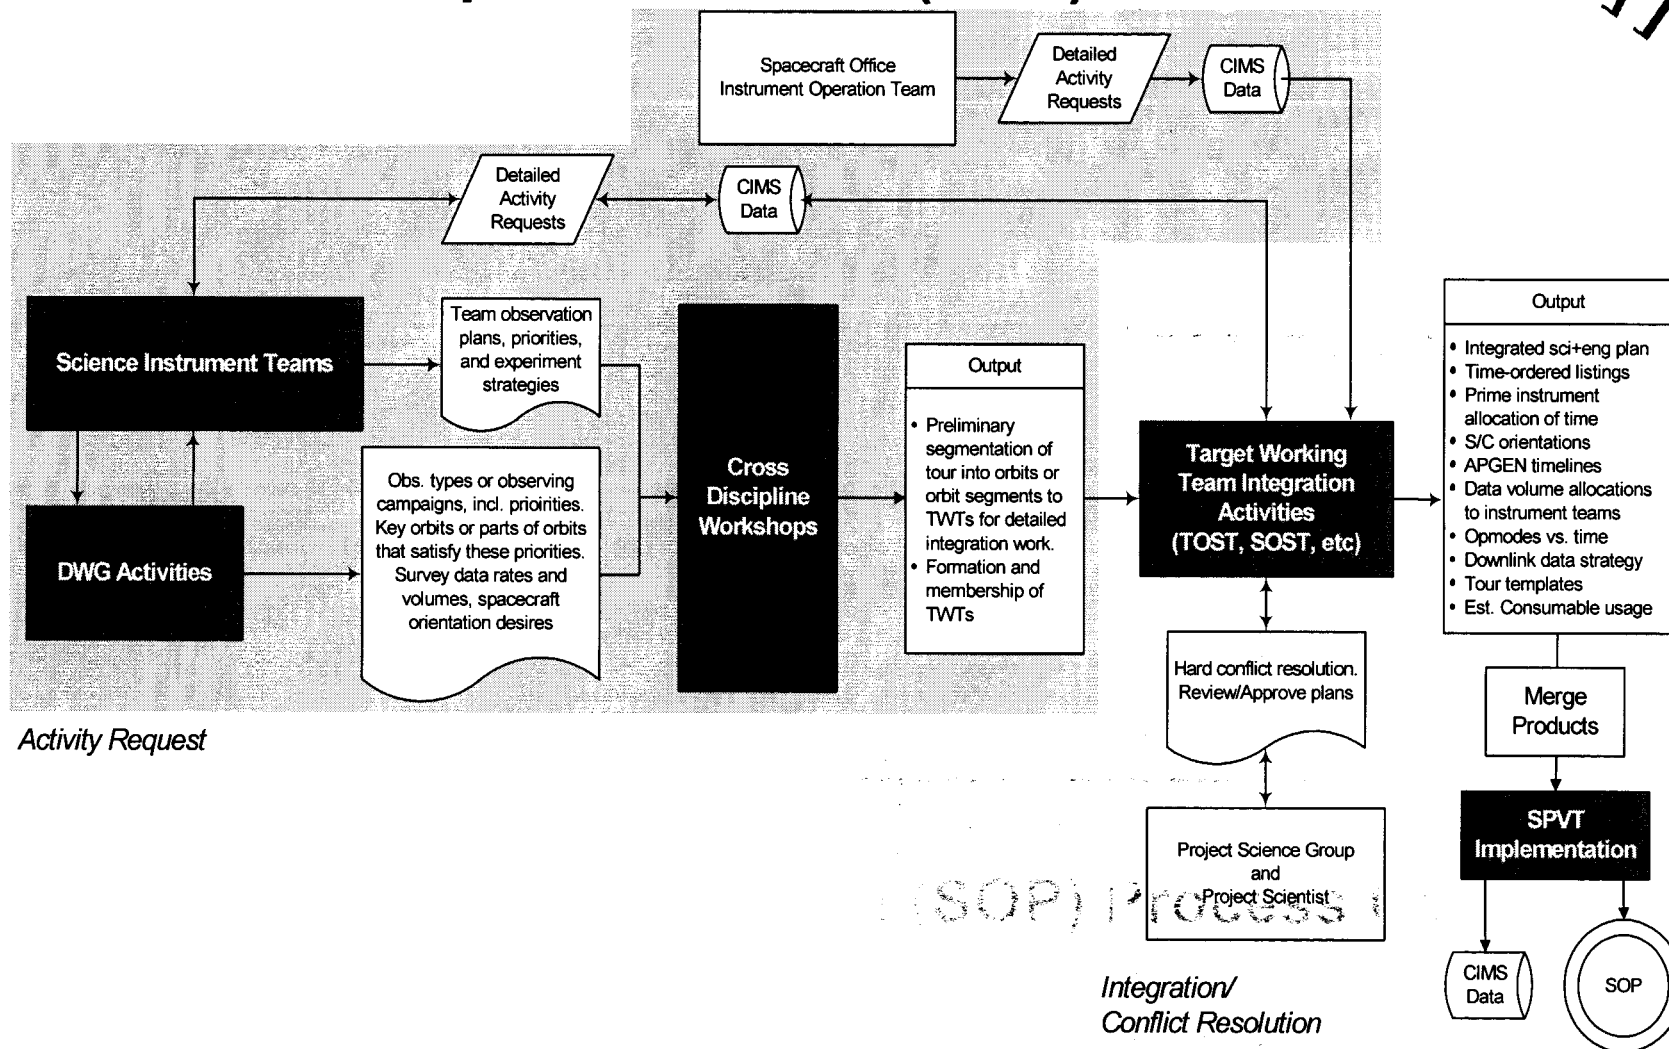 Spacecraft Office
Instrument Operation Team
Detailed
Activity
Requests
CIMS
Data
Detailed
Activity
Requests
CIMS
Data
Science Instrument Teams
Team observation
plans, priorities,
and experiment
strategies
DWG Activities
Obs. types or observing
campaigns, incl. prioirities.
Key orbits or parts of orbits
that satisfy these priorities.
Survey data rates and
volumes, spacecraft
orientation desires
Cross
Discipline
Workshops
Output
• Preliminary
segmentation of
tour into orbits or
orbit segments to
TWTs for detailed
integration work.
• Formation and
membership of
TWTs
Target Working
Team Integration
Activities
(TOST, SOST, etc)
Output
• Integrated sci+eng plan
• Time-ordered listings
• Prime instrument
allocation of time
• S/C orientations
• APGEN timelines
• Data volume allocations
to instrument teams
• Opmodes vs. time
• Downlink data strategy
• Tour templates
• Est. Consumable usage
Hard conflict resolution.
Review/Approve plans
Merge
Products
Activity Request
Project Science Group
and
Project Scientist
(SOP) Process
SPVT
Implementation
CIMS
Data
SOP
Integration/
Conflict Resolution